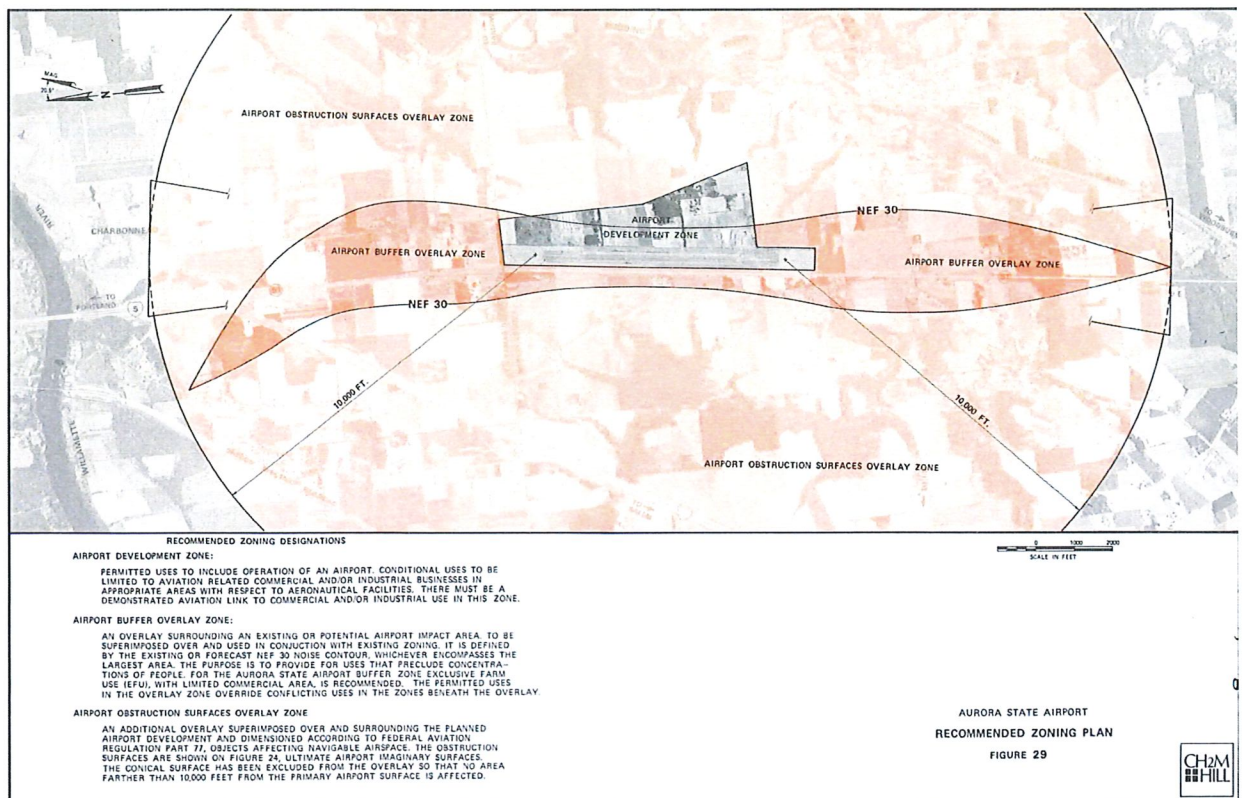 MAG
20.5°
N
AIRPORT OBSTRUCTION SURFACES OVERLAY ZONE
RIVER
CHARBONNEAU
TO
PORTLAND
5
WILLAMETTE
AIRPORT BUFFER OVERLAY ZONE
NEF 30
AIRPORT
DEVELOPMENT ZONE
NEF 30
AIRPORT BUFFER OVERLAY ZONE
10,000 FT.
10,000 FT.
AIRPORT OBSTRUCTION SURFACES OVERLAY ZONE
RECOMMENDED ZONING DESIGNATIONS
AIRPORT DEVELOPMENT ZONE:
PERMITTED USES TO INCLUDE OPERATION OF AN AIRPORT. CONDITIONAL USES TO BE
LIMITED TO AVIATION RELATED COMMERCIAL AND/OR INDUSTRIAL BUSINESSES IN
APPROPRIATE AREAS WITH RESPECT TO AERONAUTICAL FACILITIES. THERE MUST BE A
DEMONSTRATED AVIATION LINK TO COMMERCIAL AND/OR INDUSTRIAL USE IN THIS ZONE.
AIRPORT BUFFER OVERLAY ZONE:
AN OVERLAY SURROUNDING AN EXISTING OR POTENTIAL AIRPORT IMPACT AREA, TO BE
SUPERIMPOSED OVER AND USED IN CONJUCTION WITH EXISTING ZONING. IT IS DEFINED
BY THE EXISTING OR FORECAST NEF 30 NOISE CONTOUR, WHICHEVER ENCOMPASSES THE
LARGEST AREA. THE PURPOSE IS TO PROVIDE FOR USES THAT PRECLUDE CONCENTRA-
TIONS OF PEOPLE. FOR THE AURORA STATE AIRPORT BUFFER ZONE EXCLUSIVE FARM
USE (EFU), WITH LIMITED COMMERCIAL AREA, IS RECOMMENDED. THE PERMITTED USES
IN THE OVERLAY ZONE OVERRIDE CONFLICTING USES IN THE ZONES BENEATH THE OVERLAY.
AIRPORT OBSTRUCTION SURFACES OVERLAY ZONE
AN ADDITIONAL OVERLAY SUPERIMPOSED OVER AND SURROUNDING THE PLANNED
AIRPORT DEVELOPMENT AND DIMENSIONED ACCORDING TO FEDERAL AVIATION
REGULATION PART 77, OBJECTS AFFECTING NAVIGABLE AIRSPACE. THE OBSTRUCTION
SURFACES ARE SHOWN ON FIGURE 24, ULTIMATE AIRPORT IMAGINARY SURFACES.
THE CONICAL SURFACE HAS BEEN EXCLUDED FROM THE OVERLAY SO THAT NO AREA
FARTHER THAN 10,000 FEET FROM THE PRIMARY AIRPORT SURFACE IS AFFECTED.
0 1000 2000
SCALE IN FEET
AURORA STATE AIRPORT
RECOMMENDED ZONING PLAN
FIGURE 29
CH2M
HILL